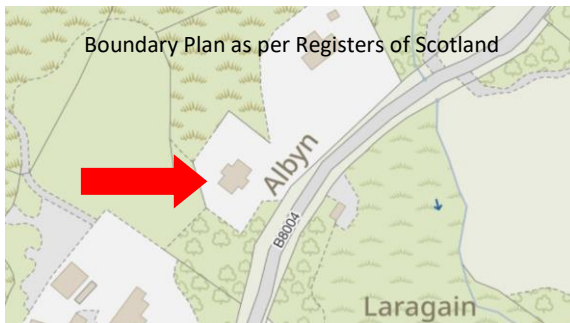 Boundary Plan as per Registers of Scotland
Albyn
B8004
Laragain